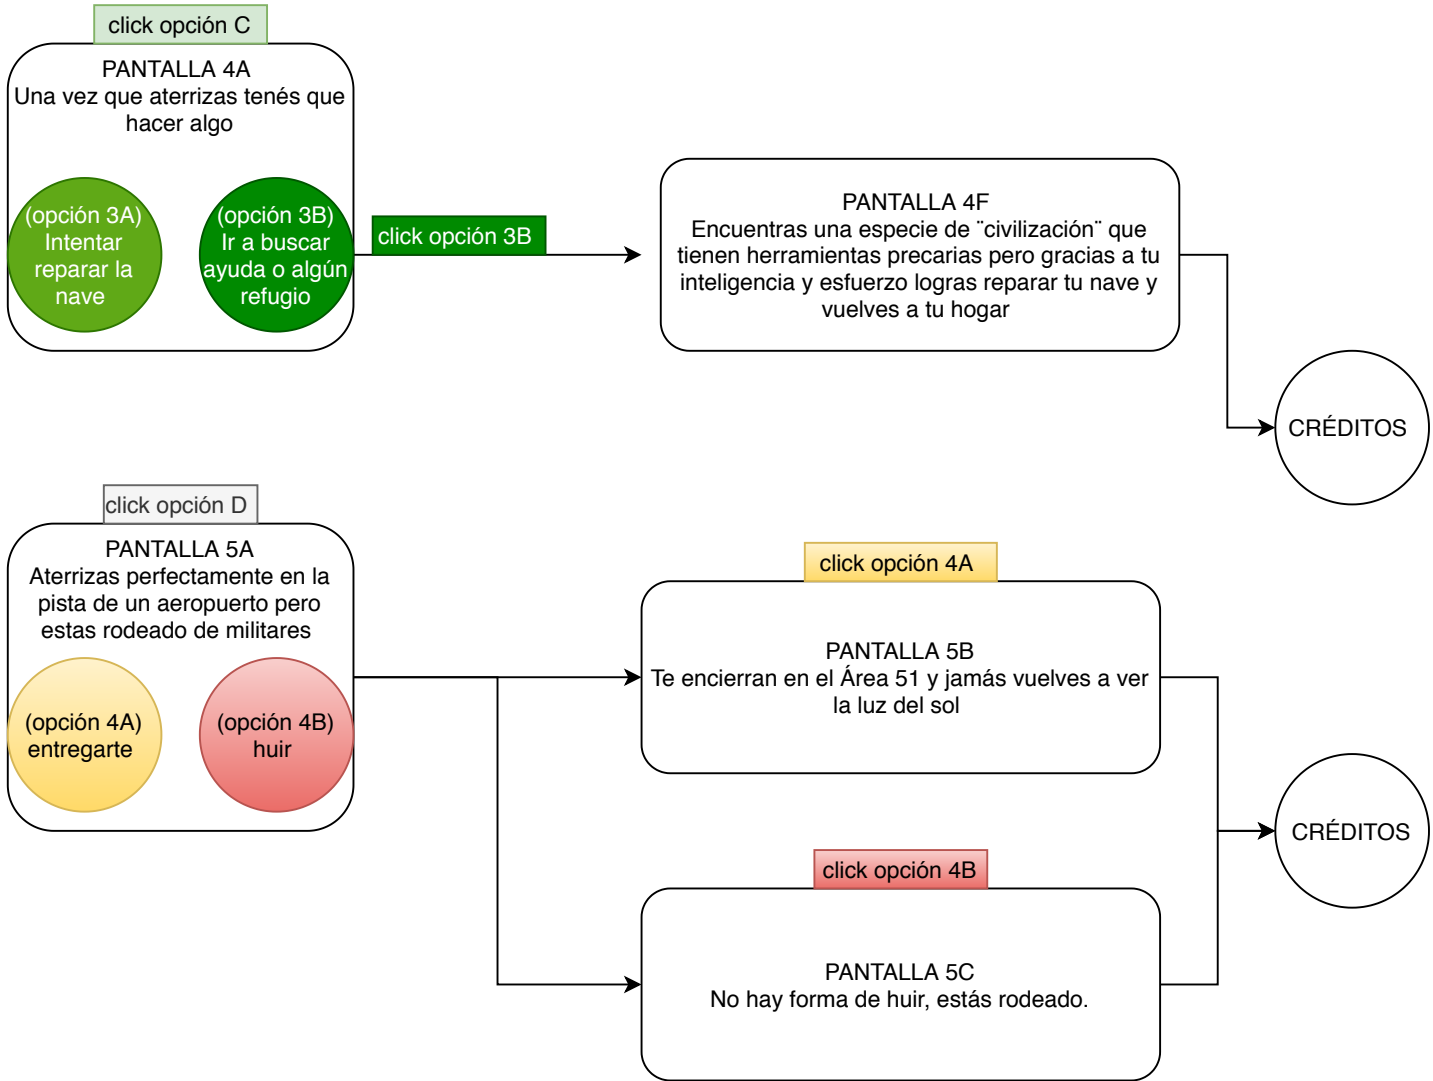 click opción C
PANTALLA 4A
Una vez que aterrizas tenés que
hacer algo
(opción 3A)
Intentar
reparar la
nave
(opción 3B)
Ir a buscar
ayuda o algún
refugio
click opción 3B
PANTALLA 4F
Encuentras una especie de ¨civilización¨ que
tienen herramientas precarias pero gracias a tu
inteligencia y esfuerzo logras reparar tu nave y
vuelves a tu hogar
CRÉDITOS
click opción D
PANTALLA 5A
Aterrizas perfectamente en la
pista de un aeropuerto pero
estas rodeado de militares
(opción 4A)
entregarte
(opción 4B)
huir
click opción 4A
PANTALLA 5B
Te encierran en el Área 51 y jamás vuelves a ver
la luz del sol
click opción 4B
PANTALLA 5C
No hay forma de huir, estás rodeado.
CRÉDITOS